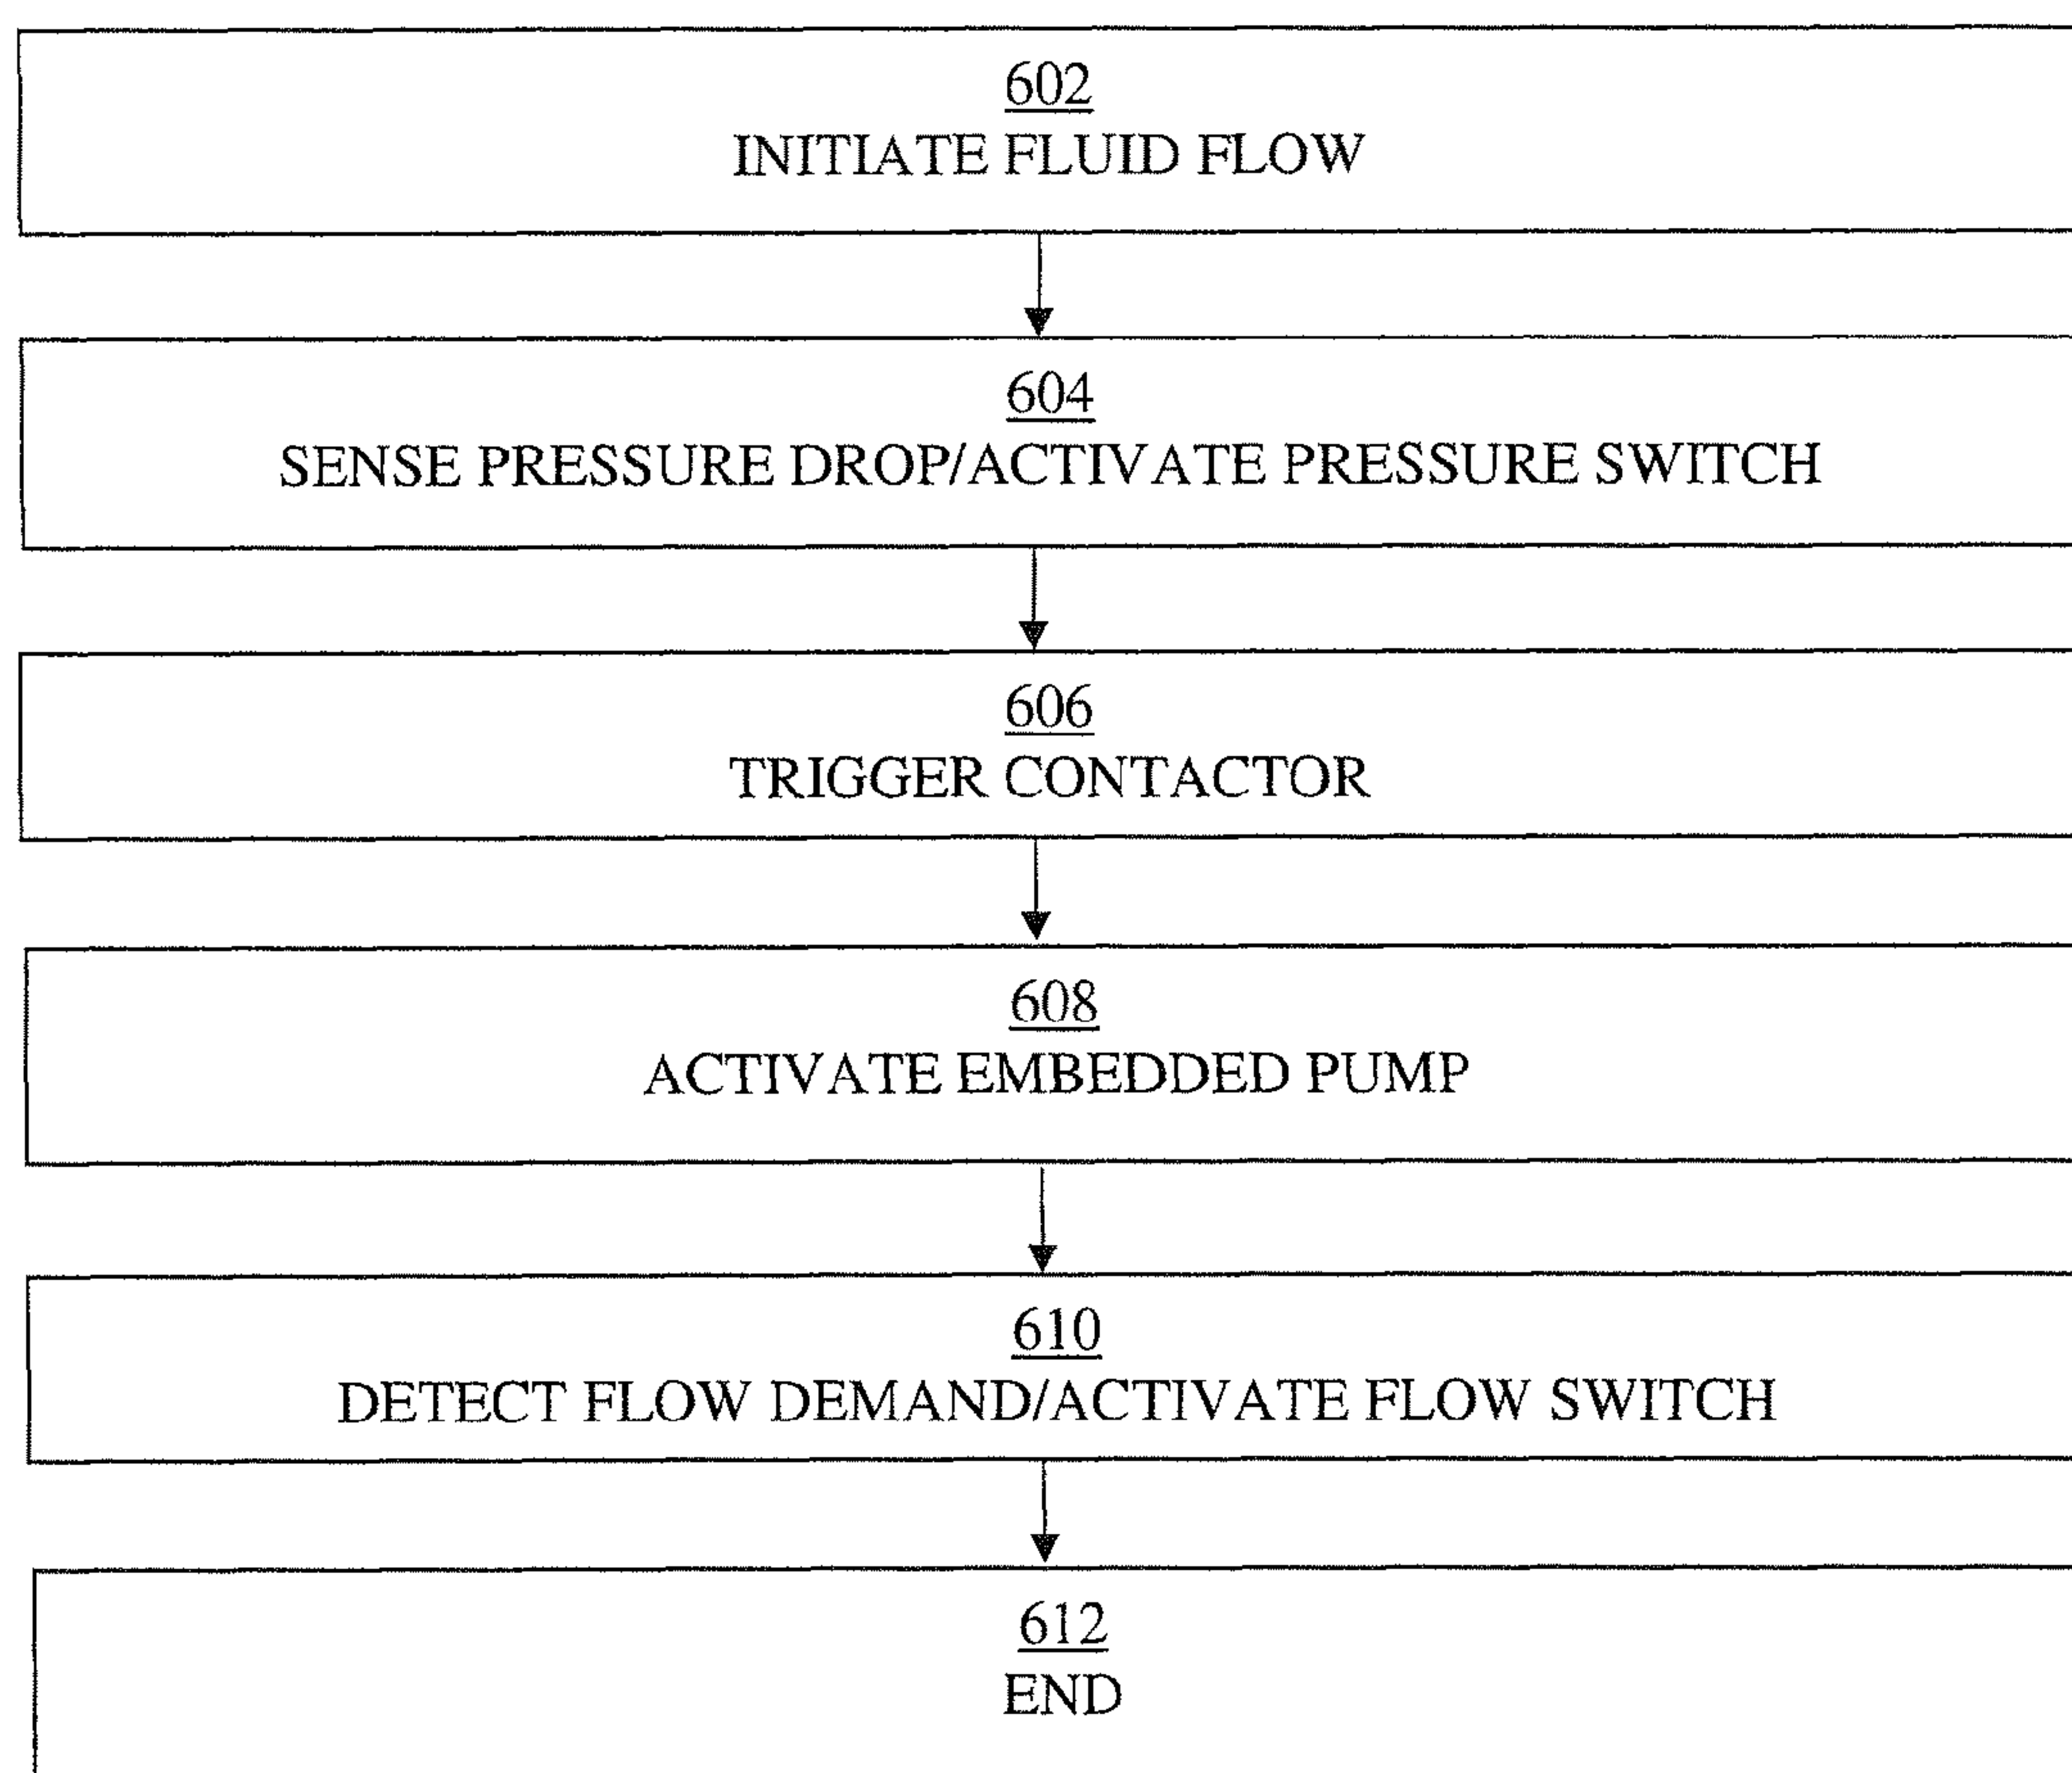 602
INITIATE FLUID FLOW
604
SENSE PRESSURE DROP/ACTIVATE PRESSURE SWITCH
606
TRIGGER CONTACTOR
608
ACTIVATE EMBEDDED PUMP
610
DETECT FLOW DEMAND/ACTIVATE FLOW SWITCH
612
END